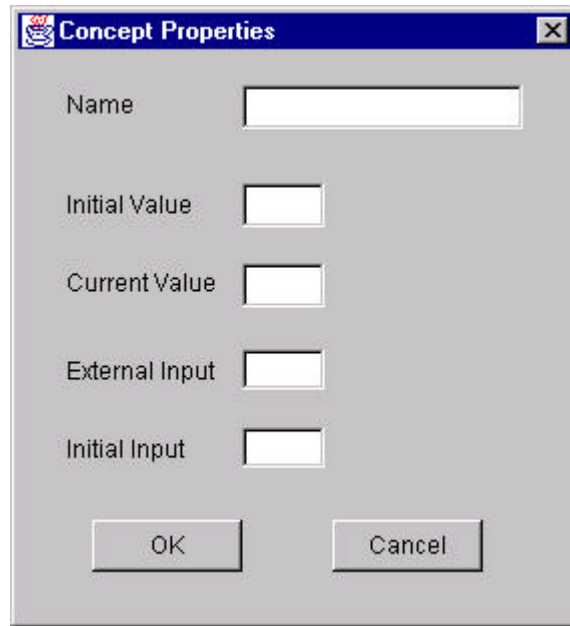 Concept Properties
Name
Initial Value
Current Value
External Input
Initial Input
OK Cancel